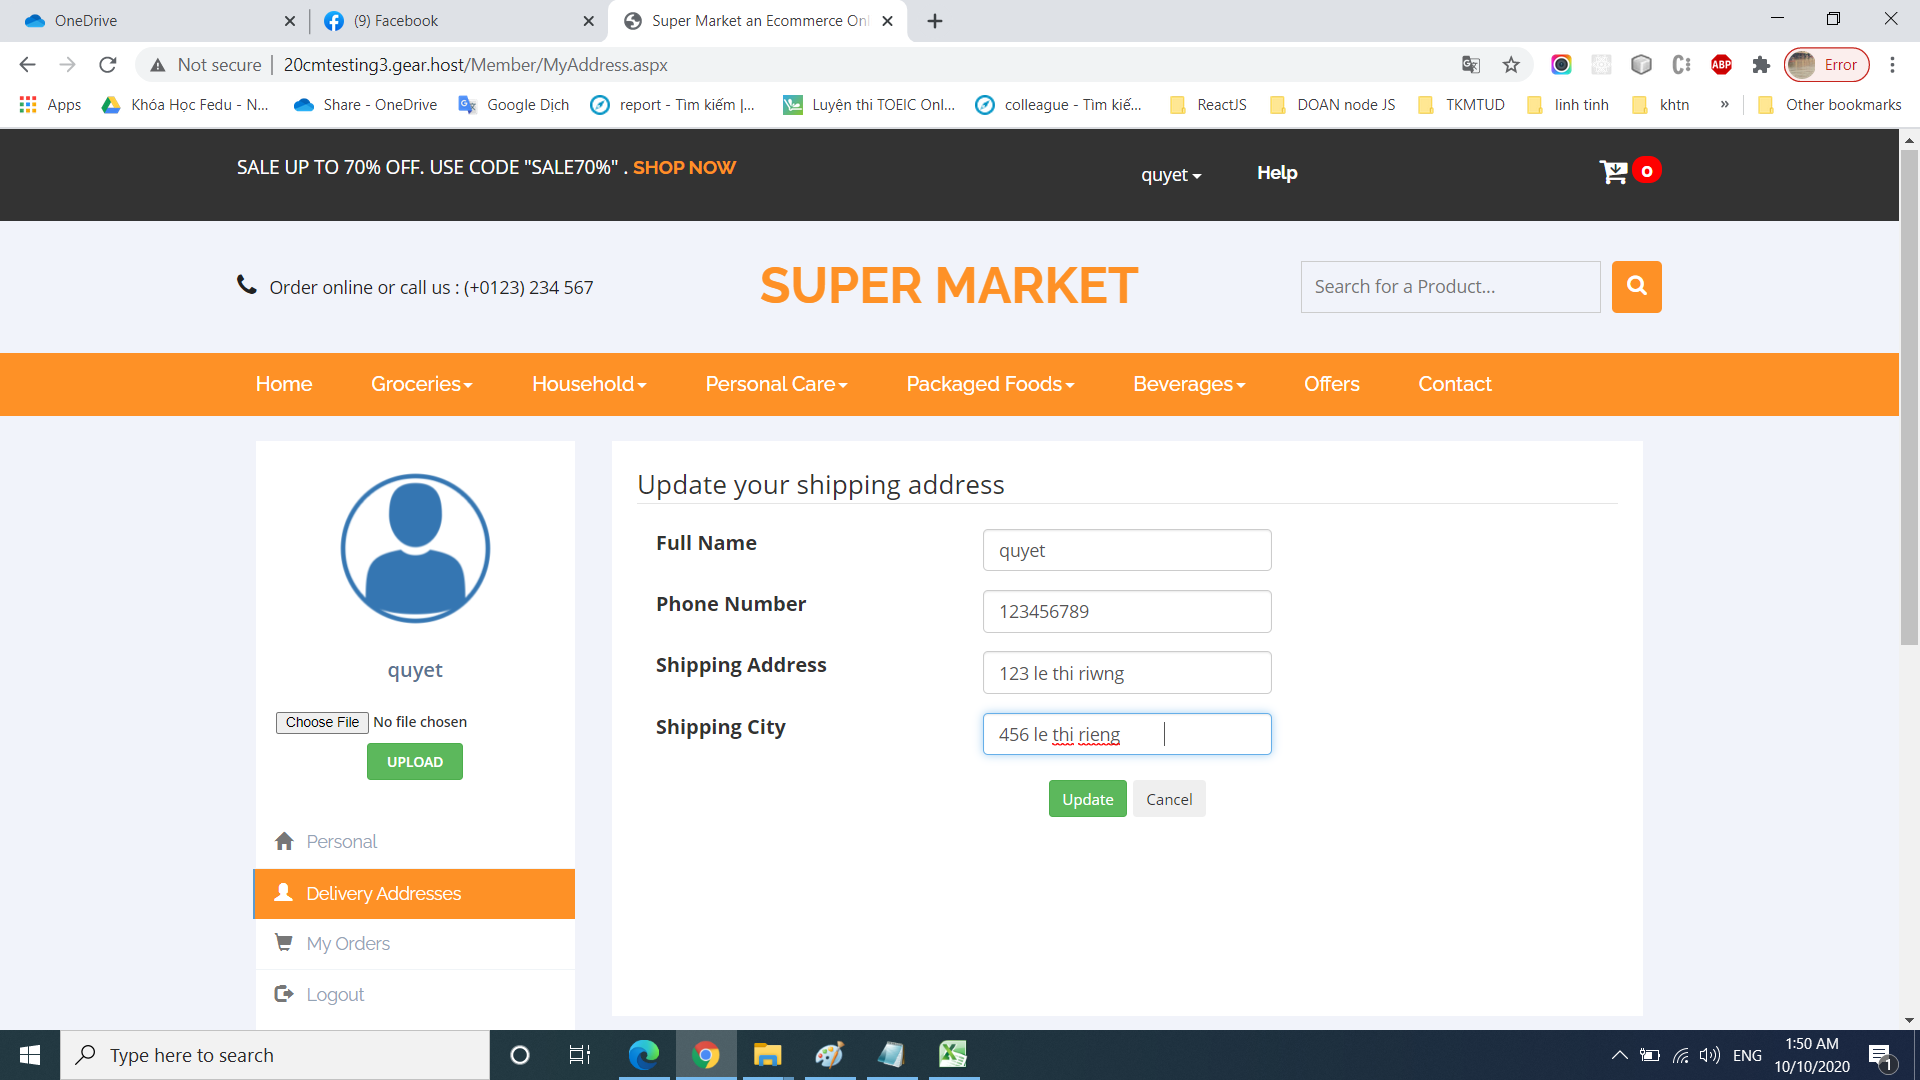 OneDrive
(9) Facebook
Super Market an Ecommerce Onl
Not secure
20cmtesting3.gear.host/Member/MyAddress.aspx
ABP
Error
Apps
Khóa Học Fedu - N...
Share - OneDrive
Google Dịch
report - Tìm kiếm |...
Luyện thi TOEIC Onl...
colleague - Tìm kiế...
ReactJS
DOAN node JS
TKMTUD
linh tinh
khtn
»
Other bookmarks
SALE UP TO 70% OFF. USE CODE "SALE70%" . SHOP NOW
quyet
Help
0
Order online or call us : (+0123) 234 567
SUPER MARKET
Search for a Product...
Home
Groceries
Household
Personal Care
Packaged Foods
Beverages
Offers
Contact
Update your shipping address
Full Name
quyet
Phone Number
123456789
Shipping Address
123 le thi riwng
Shipping City
456 le thi rieng
Update
Cancel
quyet
Choose File No file chosen
UPLOAD
Personal
Delivery Addresses
My Orders
Logout
Type here to search
ENG
1:50 AM
10/10/2020
1